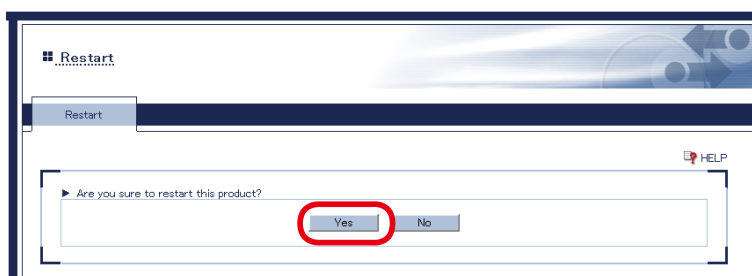 Restart
Restart
HELP
Are you sure to restart this product?
Yes No